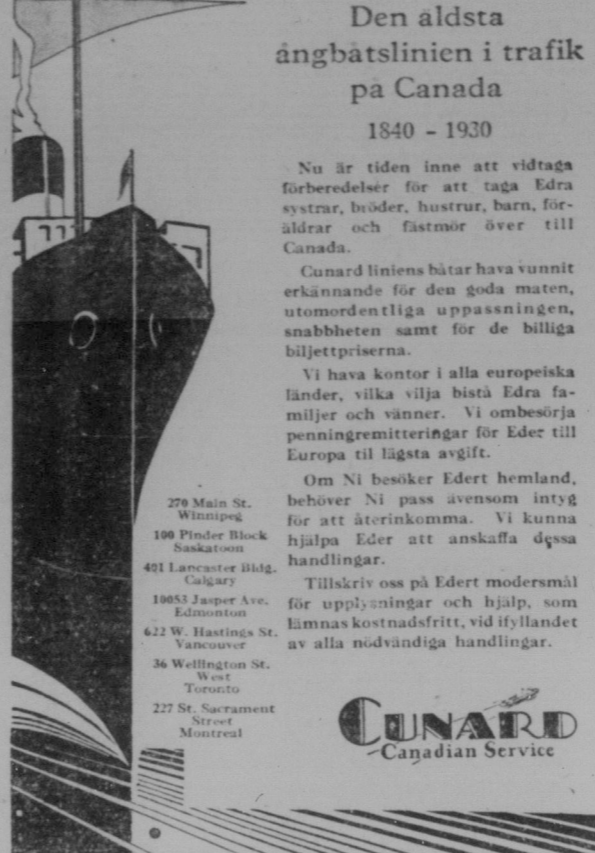 Den äldsta
ångbåtslinien i trafik
på Canada
1840 - 1930
Nu är tiden inne att vidtaga
förberedelser för att taga Edra
systrar, bröder, hustrur, barn, för-
äldrar och fästmör över till
Canada.
Cunard liniens båtar hava vunnit
erkännande för den goda maten,
utomordentliga uppassningen,
snabbheten samt för de billiga
biljettpriserna.
Vi hava kontor i alla europeiska
länder, vilka vilja bistå Edra fa-
miljer och vänner. Vi ombesörja
penningremitteringar för Eder till
Europa til lägsta avgift.
Om Ni besöker Edert hemland,
behöver Ni pass ävensom intyg
för att återinkomma. Vi kunna
hjälpa Eder att anskaffa dessa
handlingar.
Tillskriv oss på Edert modersmål
för upplysningar och hjälp, som
lämnas kostnadsfritt, vid ifyllandet
av alla nödvändiga handlingar.
270 Main St.
Winnipeg
100 Pinder Block
Saskatoon
401 Lancaster Bldg.
Calgary
10053 Jasper Ave.
Edmonton
622 W. Hastings St.
Vancouver
36 Wellington St.
West
Toronto
227 St. Sacrament
Street
Montreal
CUNARD
Canadian Service